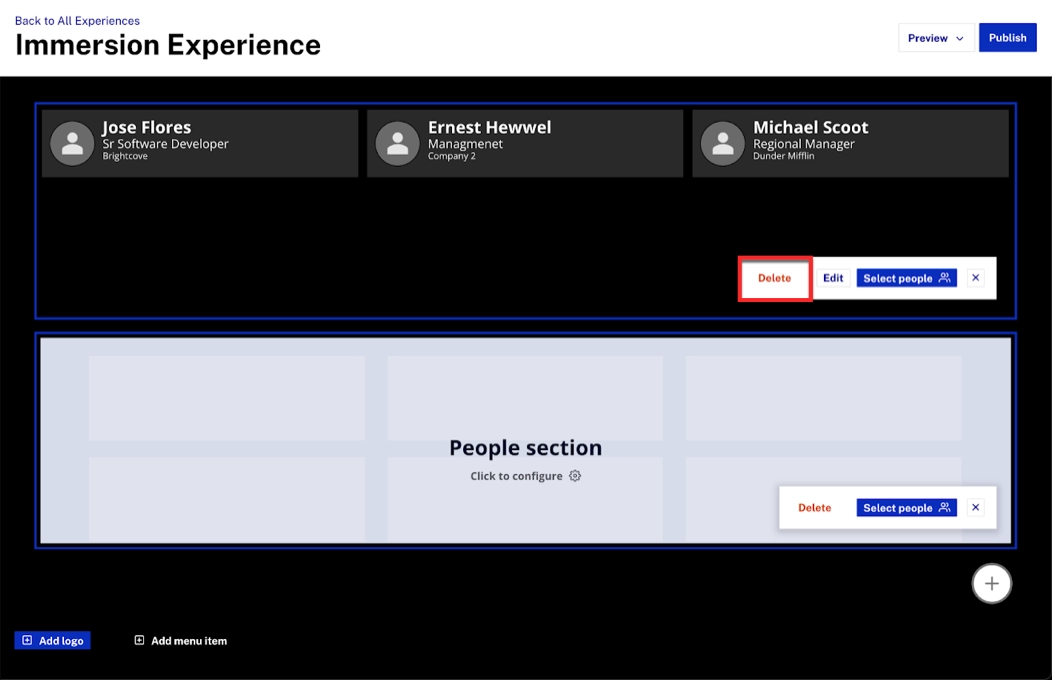 Back to All Experiences
Immersion Experience
Preview
Publish
Jose Flores
Sr Software Developer
Brightcove
Ernest Hewwel
Managmenet
Company 2
Michael Scoot
Regional Manager
Dunder Mifflin
Delete
Edit
Select people
People section
Click to configure
Delete
Select people
Add logo
Add menu item